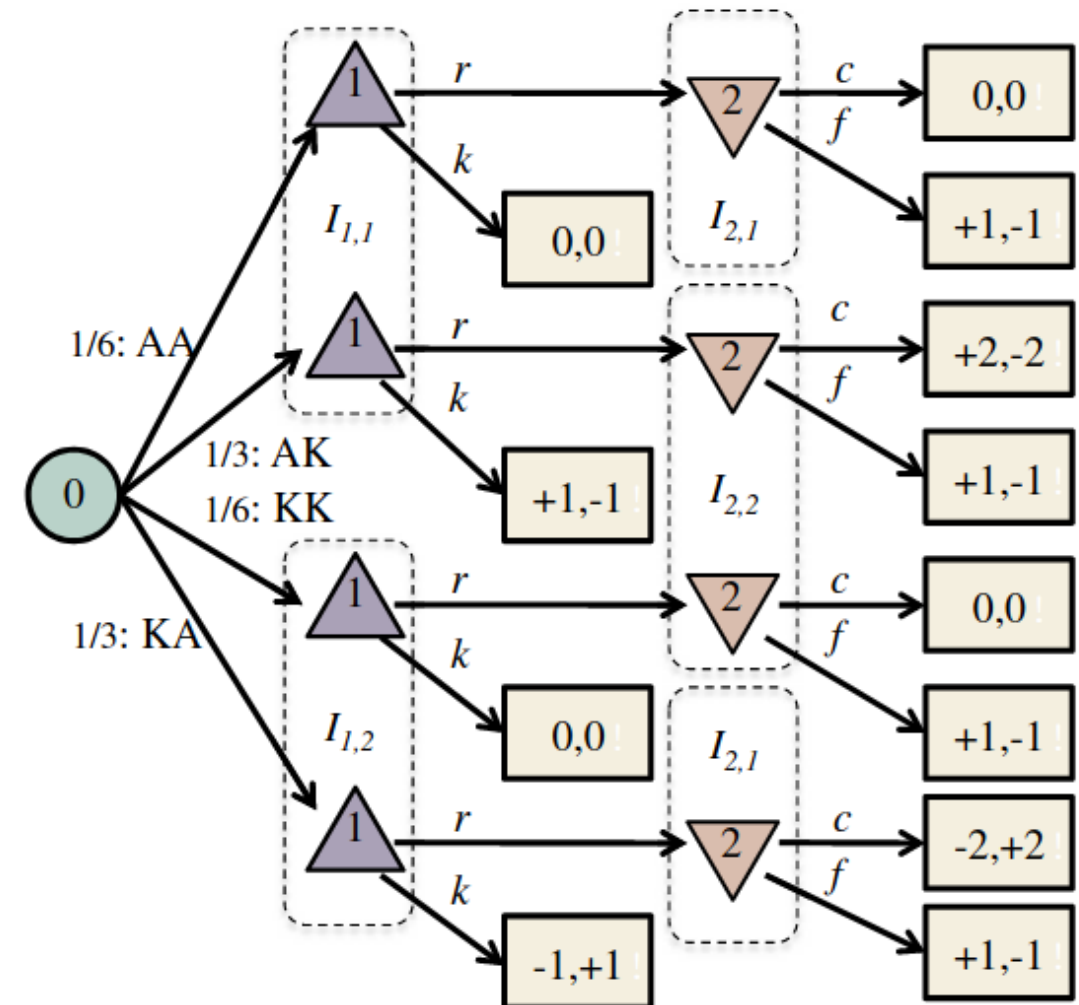 1 r 2 c 0,0
f
k
I1,1 0,0 I2,1 +1,-1
1/6: AA
1 r 2 c +2,-2
f
k
1/3: AK
0 1/6: KK +1,-1 I2,2 +1,-1
1 r 2 c 0,0
1/3: KA k f
I1,2 0,0 I2,1 +1,-1
1 r 2 c -2,+2
k f
-1,+1 +1,-1